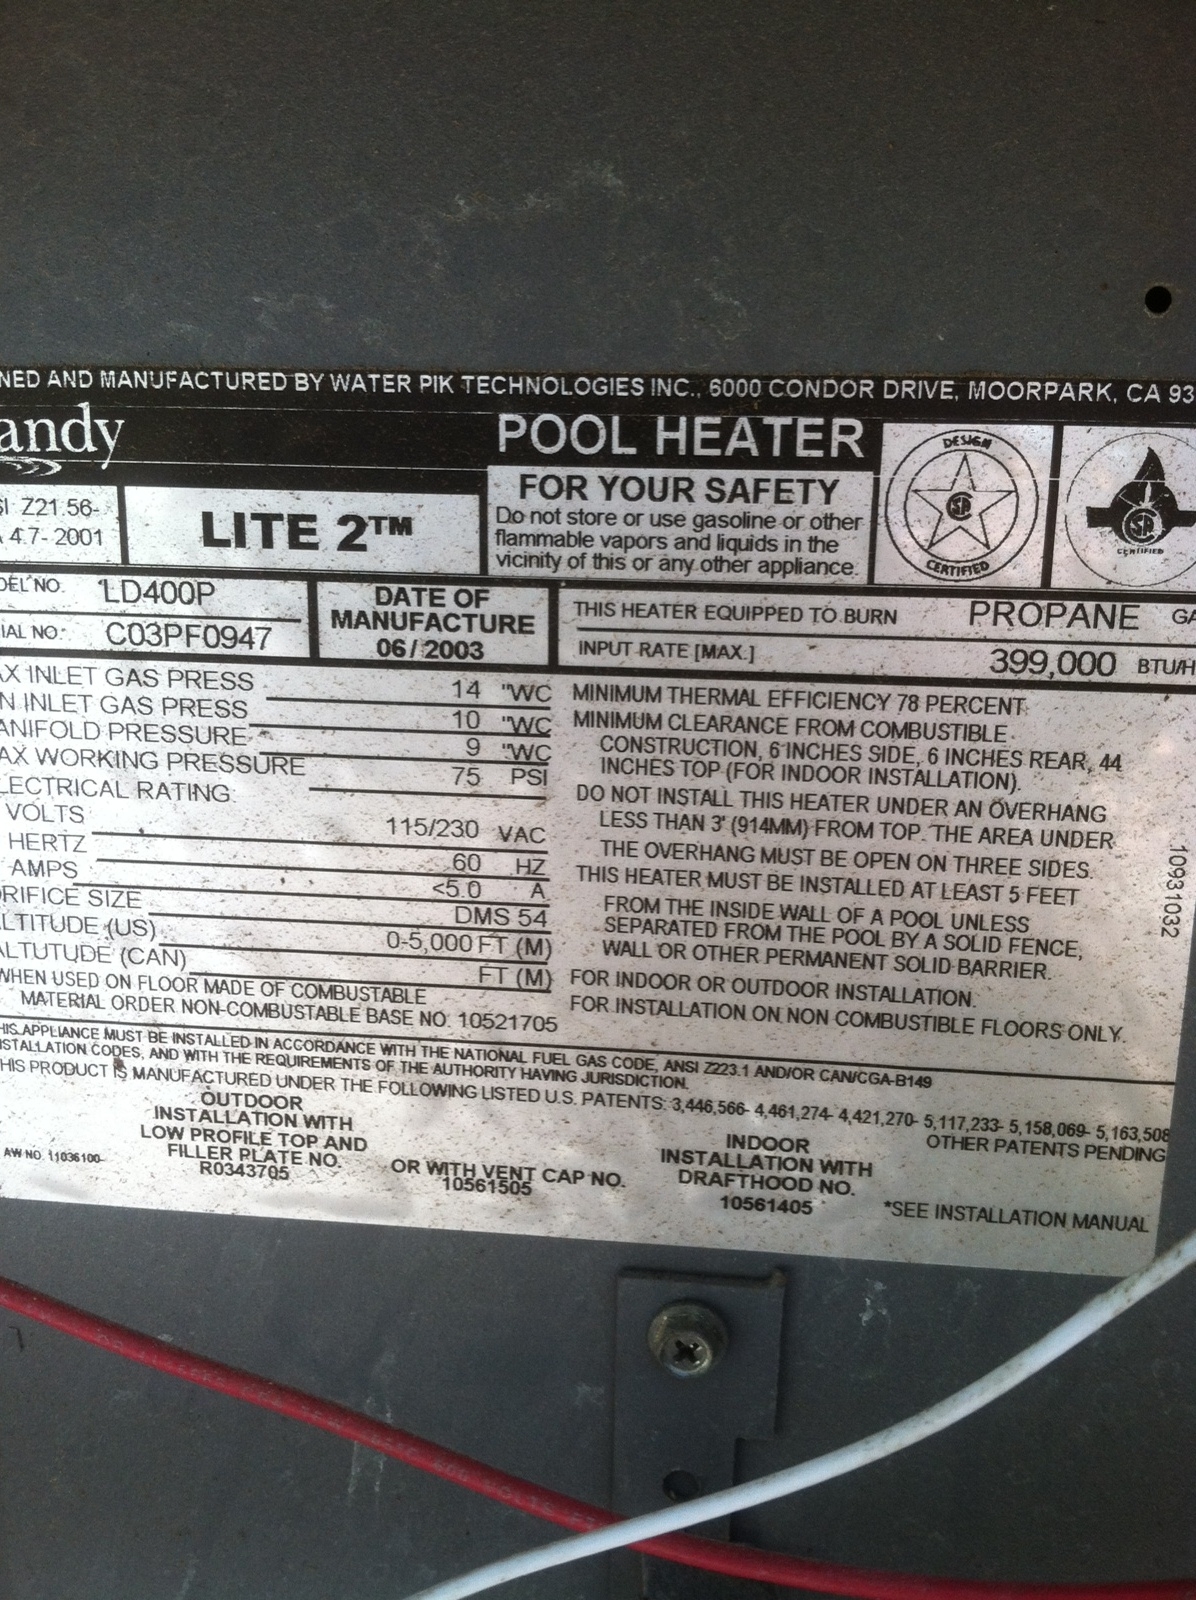 NED AND MANUFACTURED BY WATER PIK TECHNOLOGIES INC., 6000 CONDOR DRIVE, MOORPARK, CA 93
andy
POOL HEATER
DESIGN
SP
CERTIFIED
SP
CERTIFIED
SI Z21.56-
A 4.7- 2001
LITE 2™
FOR YOUR SAFETY
Do not store or use gasoline or other
flammable vapors and liquids in the
vicinity of this or any other appliance.
DEL NO. LD400P
IAL NO: C03PF0947
DATE OF
MANUFACTURE
06/2003
THIS HEATER EQUIPPED TO BURN PROPANE GA
INPUT RATE [MAX.] 399,000 BTU/H
AX INLET GAS PRESS 14 "WC
N INLET GAS PRESS 10 "WC
ANIFOLD PRESSURE 9 "WC
AX WORKING PRESSURE 75 PSI
LECTRICAL RATING:
VOLTS 115/230 VAC
HERTZ 60 HZ
AMPS <5.0 A
ORIFICE SIZE DMS 54
ALTITUDE (US) 0-5,000 FT (M)
ALTUTUDE (CAN) FT (M)
WHEN USED ON FLOOR MADE OF COMBUSTABLE
MATERIAL ORDER NON-COMBUSTABLE BASE NO. 10521705
MINIMUM THERMAL EFFICIENCY 78 PERCENT.
MINIMUM CLEARANCE FROM COMBUSTIBLE
CONSTRUCTION, 6 INCHES SIDE, 6 INCHES REAR, 44
INCHES TOP (FOR INDOOR INSTALLATION).
DO NOT INSTALL THIS HEATER UNDER AN OVERHANG
LESS THAN 3' (914MM) FROM TOP. THE AREA UNDER
THE OVERHANG MUST BE OPEN ON THREE SIDES.
THIS HEATER MUST BE INSTALLED AT LEAST 5 FEET
FROM THE INSIDE WALL OF A POOL UNLESS
SEPARATED FROM THE POOL BY A SOLID FENCE,
WALL OR OTHER PERMANENT SOLID BARRIER.
FOR INDOOR OR OUTDOOR INSTALLATION.
FOR INSTALLATION ON NON COMBUSTIBLE FLOORS ONLY.
10931032
HIS APPLIANCE MUST BE INSTALLED IN ACCORDANCE WITH THE NATIONAL FUEL GAS CODE, ANSI Z223.1 AND/OR CAN/CGA-B149
STALLATION CODES, AND WITH THE REQUIREMENTS OF THE AUTHORITY HAVING JURISDICTION.
HIS PRODUCT IS MANUFACTURED UNDER THE FOLLOWING LISTED U.S. PATENTS: 3,446,566- 4,461,274- 4,421,270- 5,117,233- 5,158,069- 5,163,508
OTHER PATENTS PENDING
AW NO. 11036100-
OUTDOOR
INSTALLATION WITH
LOW PROFILE TOP AND
FILLER PLATE NO.
R0343705
OR WITH VENT CAP NO.
10561505
INDOOR
INSTALLATION WITH
DRAFTHOOD NO.
10561405
*SEE INSTALLATION MANUAL